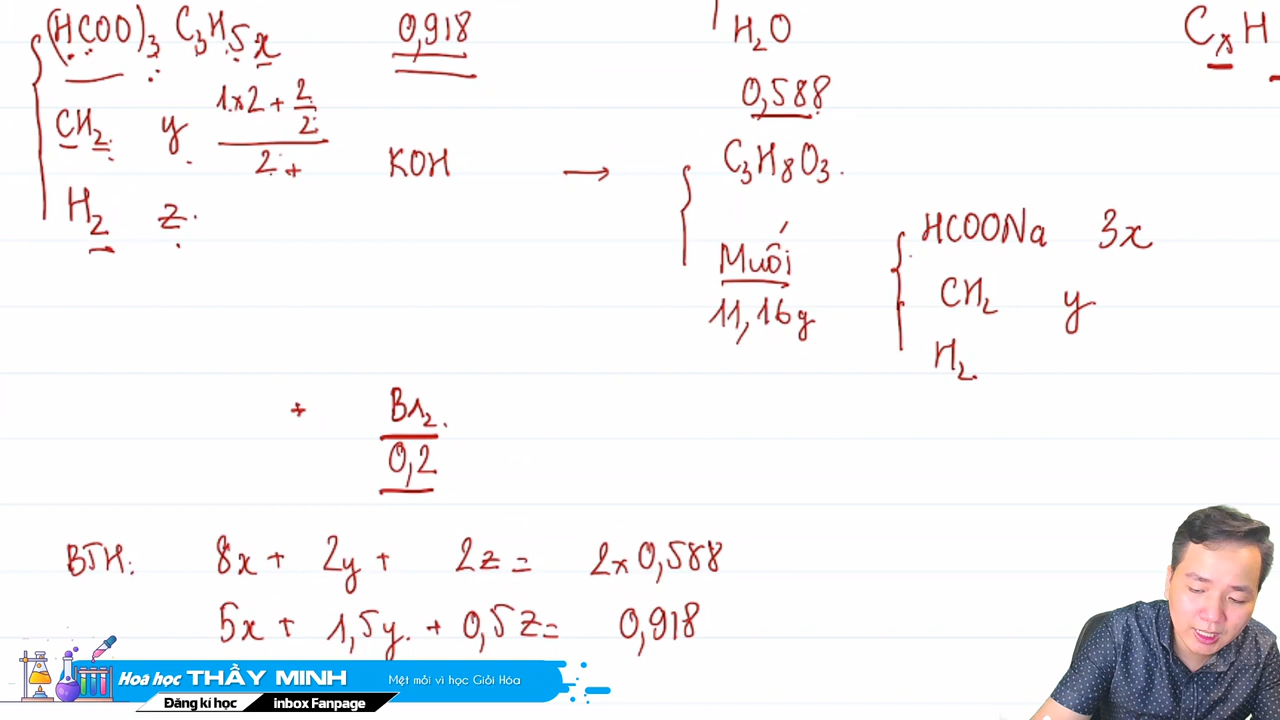 (HCOO)3 C3H5 x 0,918 H2O CxH
CH2 y 1x2 + 2/2 / 2 0,588
+ KOH → C3H8O3.
H2 z. HCOONa 3x
Muối CH2 y
11,16g
H2.
+ Br2.
0,2
BTH: 8x + 2y + 2z = 2x0,588
5x + 1,5y. + 0,5z = 0,918
Hoá học THẦY MINH Mệt mỏi vì học Giỏi Hóa
Đăng kí học inbox Fanpage